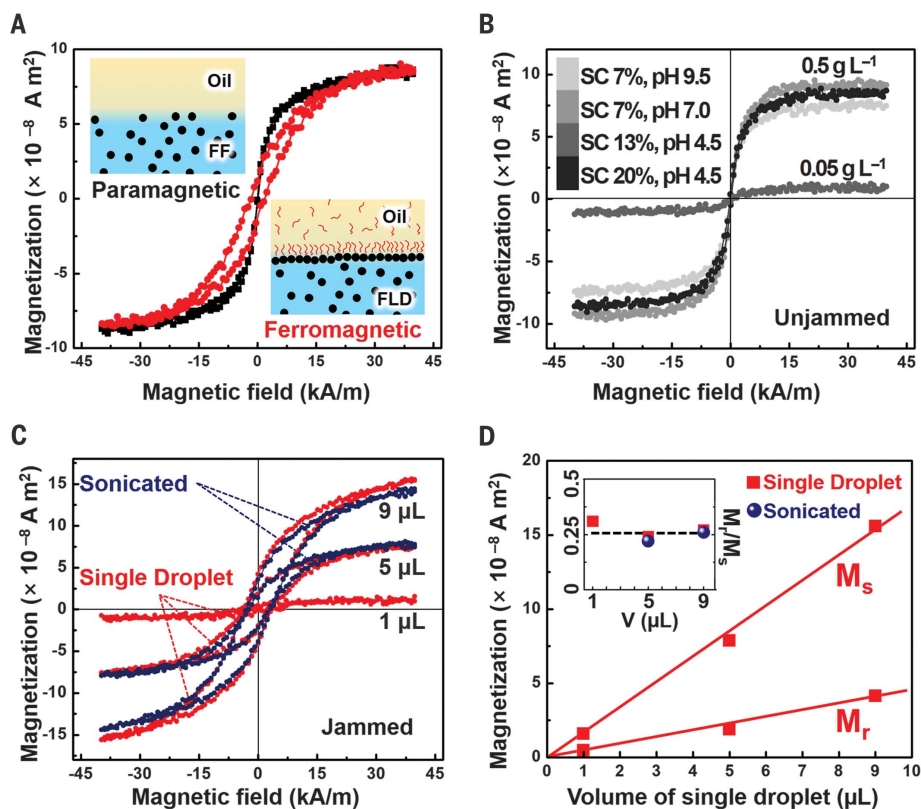 A
Magnetization (× 10⁻⁸ A m²)
10
5
0
-5
-10
Oil
FF
Paramagnetic
Oil
FLD
Ferromagnetic
-45 -30 -15 0 15 30 45
Magnetic field (kA/m)
B
Magnetization (× 10⁻⁸ A m²)
10
5
0
-5
-10
SC 7%, pH 9.5
SC 7%, pH 7.0
SC 13%, pH 4.5
SC 20%, pH 4.5
0.5 g L⁻¹
0.05 g L⁻¹
Unjammed
-45 -30 -15 0 15 30 45
Magnetic field (kA/m)
C
Magnetization (× 10⁻⁸ A m²)
15
10
5
0
-5
-10
-15
Sonicated
9 µL
5 µL
Single Droplet
1 µL
Jammed
-45 -30 -15 0 15 30 45
Magnetic field (kA/m)
D
Magnetization (× 10⁻⁸ A m²)
20
15
10
5
0
0.5
0.25
0
1 5 9
V (µL)
Mr/Ms
Single Droplet
Sonicated
Ms
Mr
0 1 2 3 4 5 6 7 8 9 10
Volume of single droplet (µL)